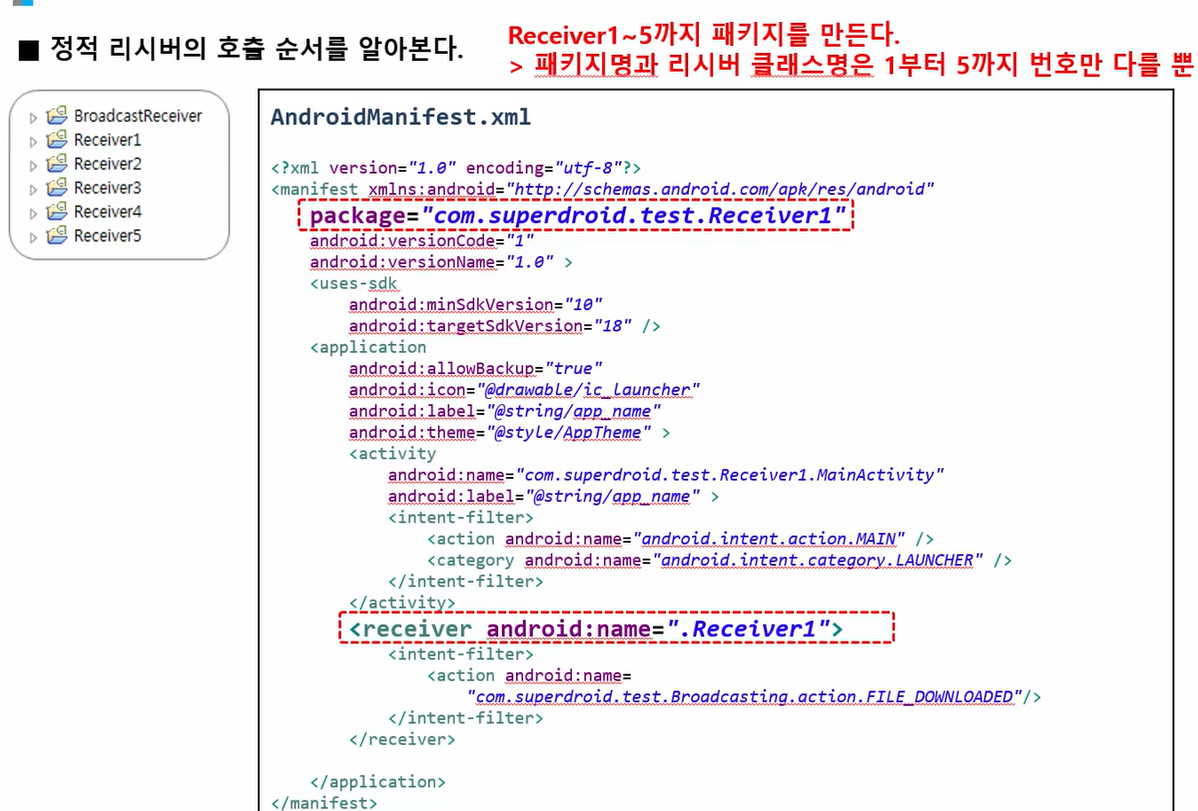 ■ 정적 리시버의 호출 순서를 알아본다.
Receiver1~5까지 패키지를 만든다.
> 패키지명과 리시버 클래스명은 1부터 5까지 번호만 다를 뿐
BroadcastReceiver
Receiver1
Receiver2
Receiver3
Receiver4
Receiver5
AndroidManifest.xml
<?xml version="1.0" encoding="utf-8"?>
<manifest xmlns:android="http://schemas.android.com/apk/res/android"
package="com.superdroid.test.Receiver1"
android:versionCode="1"
android:versionName="1.0" >
<uses-sdk
android:minSdkVersion="10"
android:targetSdkVersion="18" />
<application
android:allowBackup="true"
android:icon="@drawable/ic_launcher"
android:label="@string/app_name"
android:theme="@style/AppTheme" >
<activity
android:name="com.superdroid.test.Receiver1.MainActivity"
android:label="@string/app_name" >
<intent-filter>
<action android:name="android.intent.action.MAIN" />
<category android:name="android.intent.category.LAUNCHER" />
</intent-filter>
</activity>
<receiver android:name=".Receiver1">
<intent-filter>
<action android:name=
"com.superdroid.test.Broadcasting.action.FILE_DOWNLOADED"/>
</intent-filter>
</receiver>
</application>
</manifest>